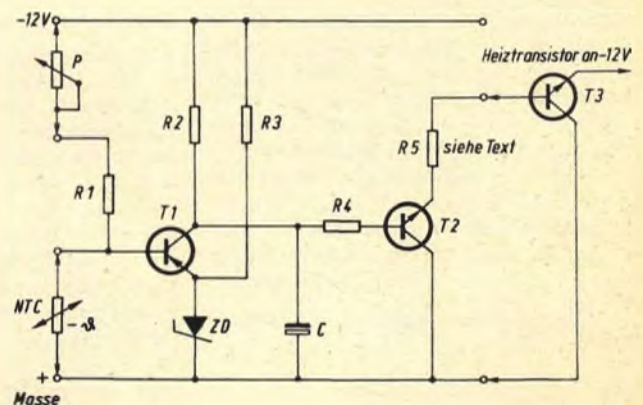 -12V
Heiztransistor an-12V
P
R2
R3
T3
R5 siehe Text
R1
T1
R4
T2
NTC
-ϑ
ZD
C
+
Masse